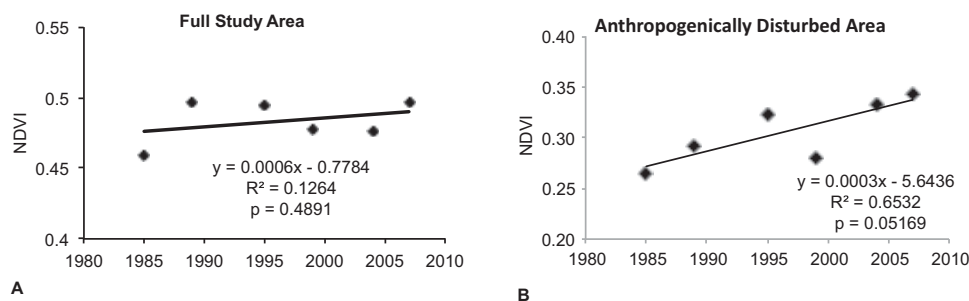 Full Study Area
0.55
0.5
0.45
0.4
NDVI
y = 0.0006x - 0.7784
R² = 0.1264
p = 0.4891
1980 1985 1990 1995 2000 2005 2010
A
Anthropogenically Disturbed Area
0.40
0.35
0.30
0.25
0.20
NDVI
y = 0.0003x - 5.6436
R² = 0.6532
p = 0.05169
1980 1985 1990 1995 2000 2005 2010
B